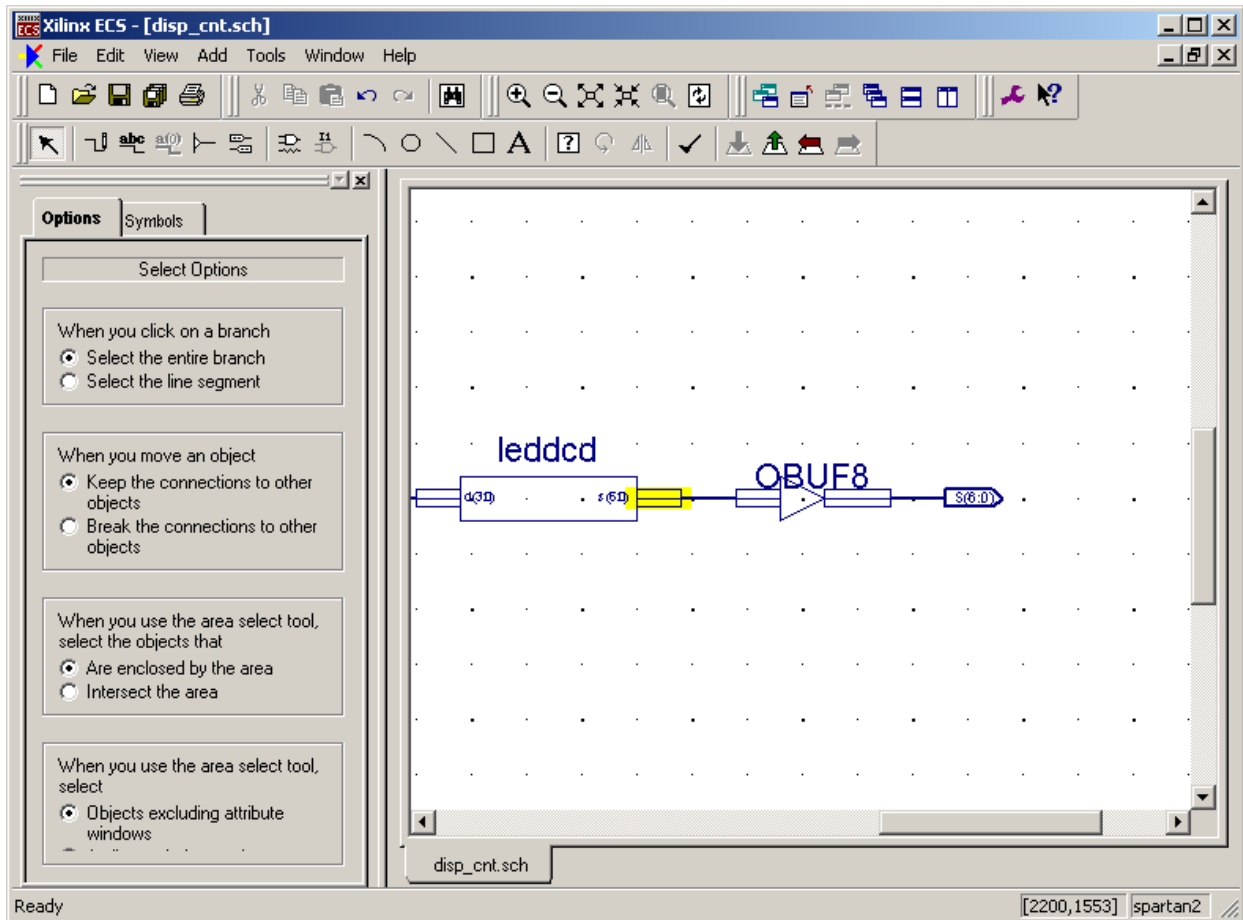 Xilinx ECS - [disp_cnt.sch]
File Edit View Add Tools Window Help
abc
A
Options
Symbols
Select Options
When you click on a branch
Select the entire branch
Select the line segment
When you move an object
Keep the connections to other
objects
Break the connections to other
objects
When you use the area select tool,
select the objects that
Are enclosed by the area
Intersect the area
When you use the area select tool,
select
Objects excluding attribute
windows
leddcd
d(3:0)
s(6:0)
OBUF8
S(6:0)
disp_cnt.sch
Ready
[2200,1553]
spartan2